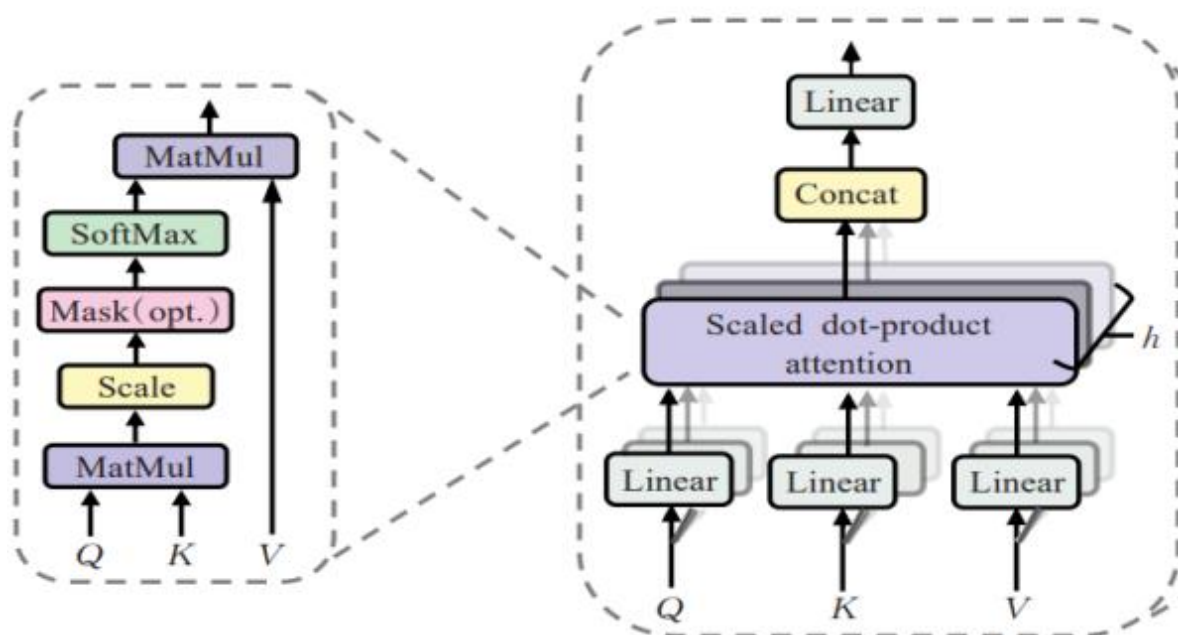 MatMul
SoftMax
Mask(opt.)
Scale
MatMul
Q K V
Linear
Concat
Scaled dot-product
attention
h
Linear Linear Linear
Q K V